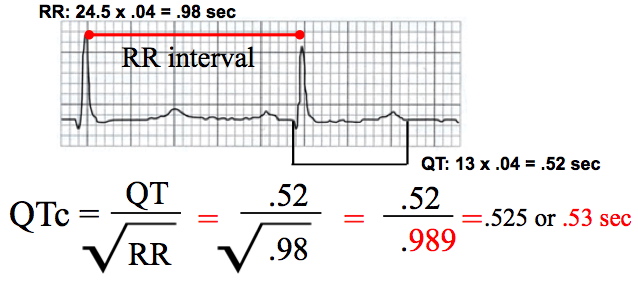 RR: 24.5 x .04 = .98 sec
RR interval
QT: 13 x .04 = .52 sec
QTc = QT / √RR = .52 / √.98 = .52 / .989 = .525 or .53 sec